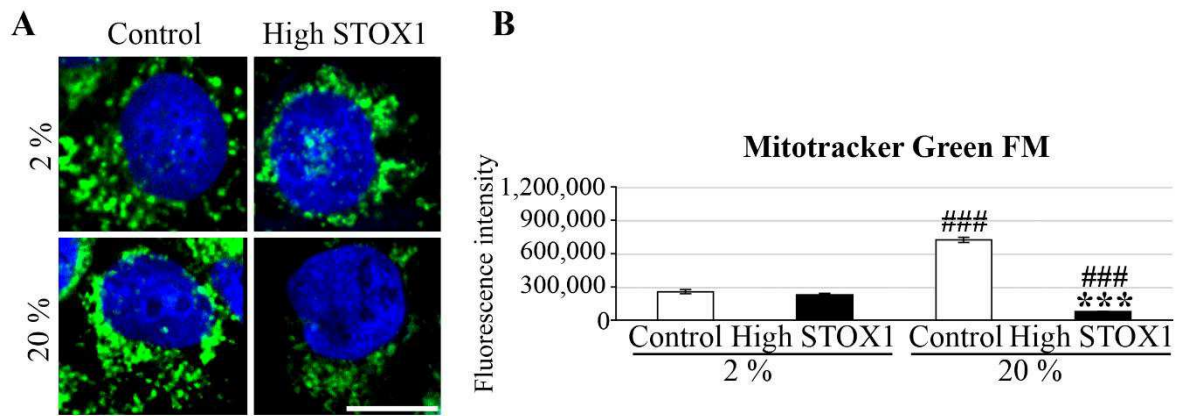 A
Control High STOX1
2 %
20 %
B
Mitotracker Green FM
Fluorescence intensity
1,200,000
900,000
600,000
300,000
0
###
###
***
Control High STOX1 Control High STOX1
2 % 20 %